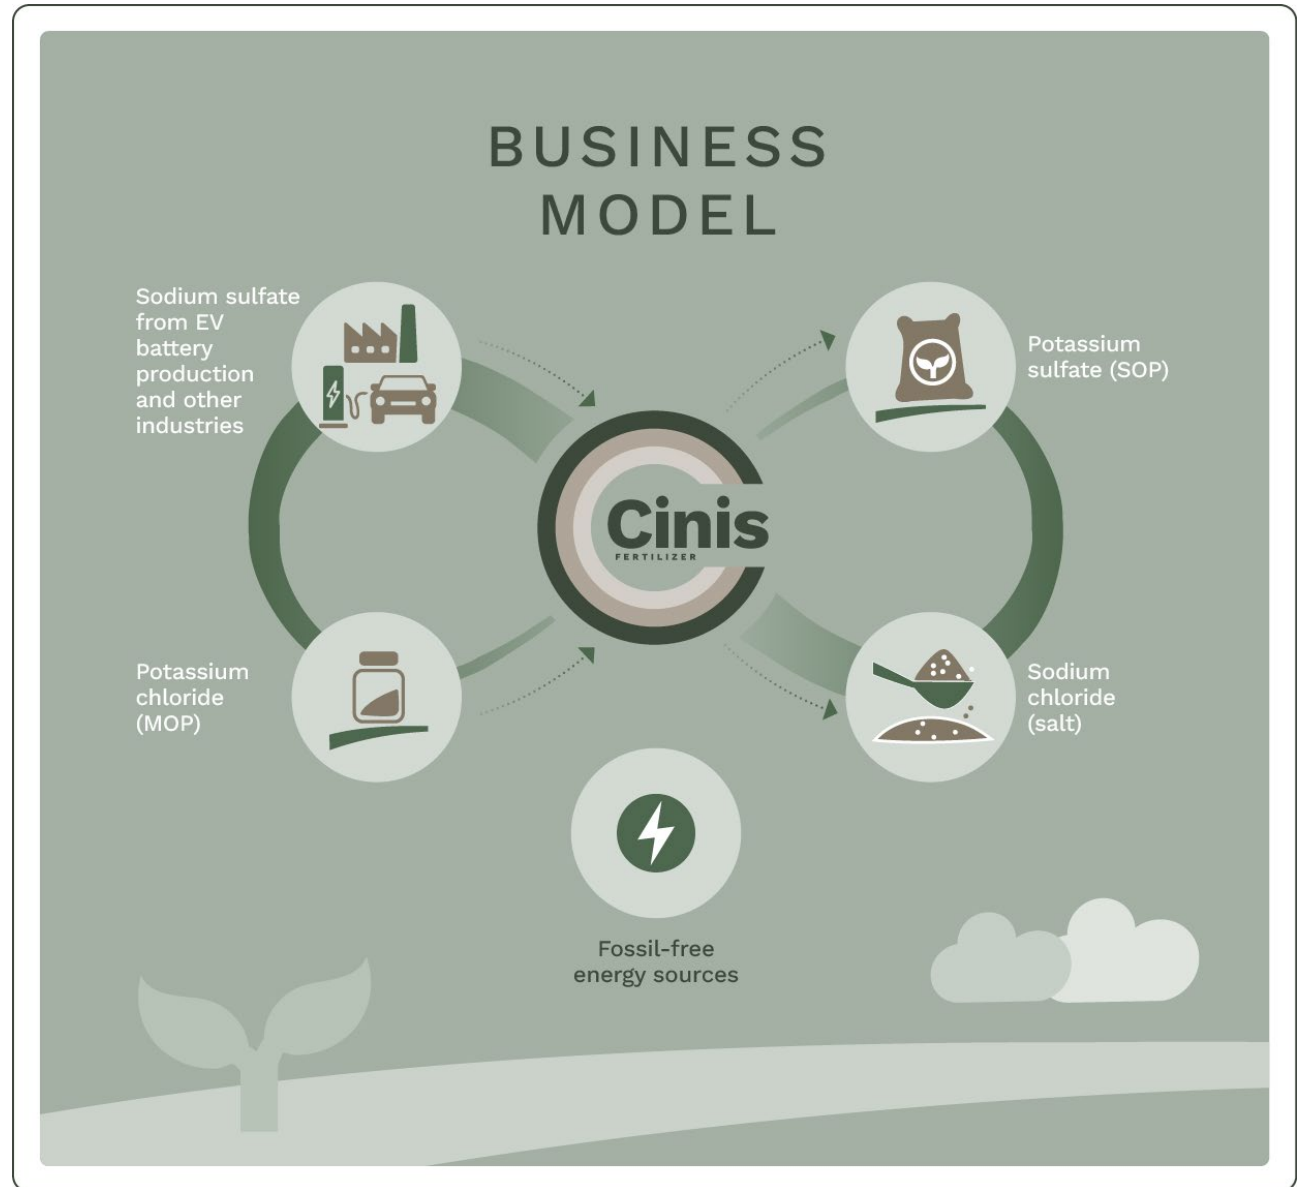 BUSINESS
MODEL
Sodium sulfate
from EV
battery
production
and other
industries
Potassium
sulfate (SOP)
Cinis
FERTILIZER
Potassium
chloride
(MOP)
Sodium
chloride
(salt)
Fossil-free
energy sources